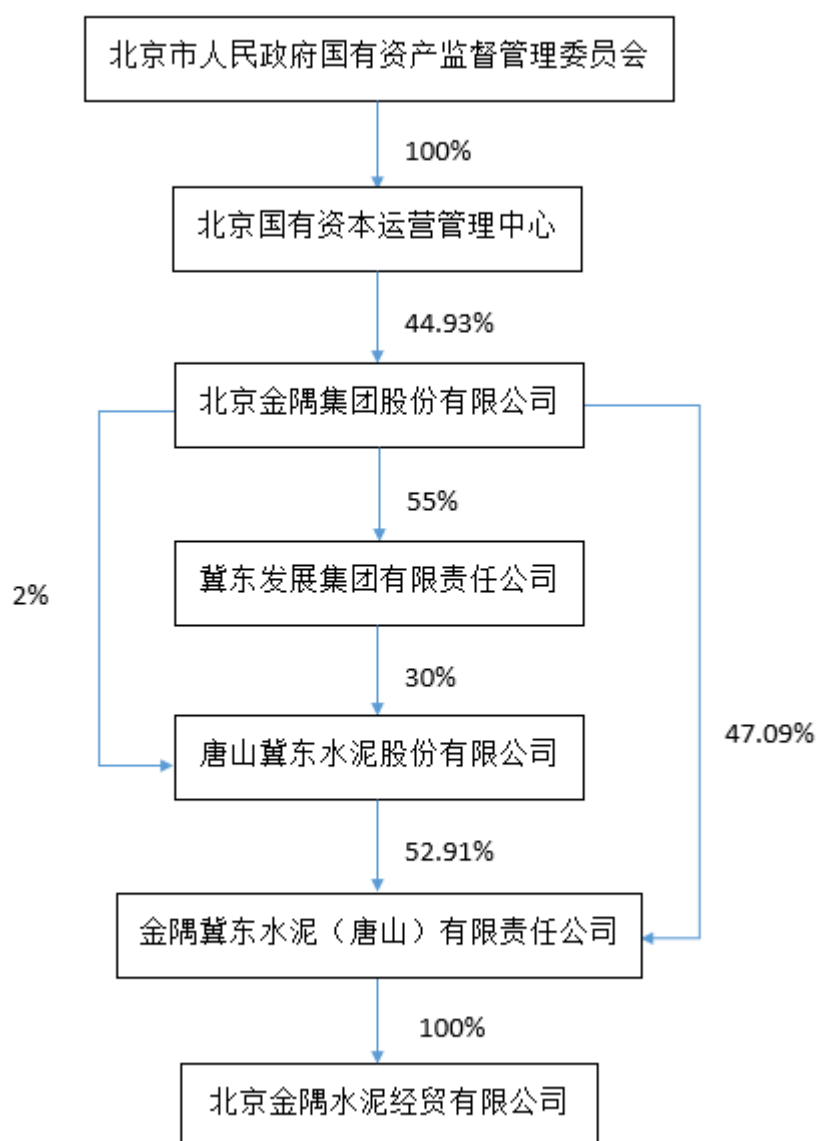 北京市人民政府国有资产监督管理委员会
100%
北京国有资本运营管理中心
44.93%
北京金隅集团股份有限公司
55%
冀东发展集团有限责任公司
2%
30%
唐山冀东水泥股份有限公司
47.09%
52.91%
金隅冀东水泥（唐山）有限责任公司
100%
北京金隅水泥经贸有限公司